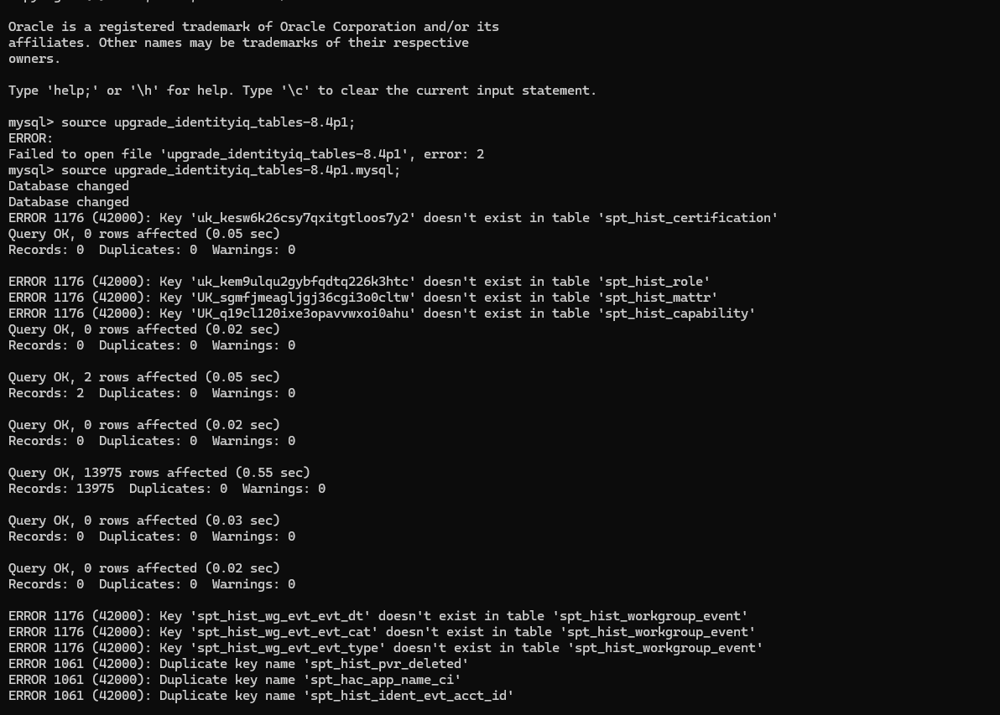 Oracle is a registered trademark of Oracle Corporation and/or its
affiliates. Other names may be trademarks of their respective
owners.
Type 'help;' or '\h' for help. Type '\c' to clear the current input statement.
mysql> source upgrade_identityiq_tables-8.4p1;
ERROR:
Failed to open file 'upgrade_identityiq_tables-8.4p1', error: 2
mysql> source upgrade_identityiq_tables-8.4p1.mysql;
Database changed
Database changed
ERROR 1176 (42000): Key 'uk_kesw6k26csy7qxitgtloos7y2' doesn't exist in table 'spt_hist_certification'
Query OK, 0 rows affected (0.05 sec)
Records: 0  Duplicates: 0  Warnings: 0
ERROR 1176 (42000): Key 'uk_kem9ulqu2gybfqdtq226k3htc' doesn't exist in table 'spt_hist_role'
ERROR 1176 (42000): Key 'UK_sgmfjmeagljgj36cgi3o0cltw' doesn't exist in table 'spt_hist_mattr'
ERROR 1176 (42000): Key 'UK_q19cl120ixe3opavvwxoi0ahu' doesn't exist in table 'spt_hist_capability'
Query OK, 0 rows affected (0.02 sec)
Records: 0  Duplicates: 0  Warnings: 0
Query OK, 2 rows affected (0.05 sec)
Records: 2  Duplicates: 0  Warnings: 0
Query OK, 0 rows affected (0.02 sec)
Records: 0  Duplicates: 0  Warnings: 0
Query OK, 13975 rows affected (0.55 sec)
Records: 13975  Duplicates: 0  Warnings: 0
Query OK, 0 rows affected (0.03 sec)
Records: 0  Duplicates: 0  Warnings: 0
Query OK, 0 rows affected (0.02 sec)
Records: 0  Duplicates: 0  Warnings: 0
ERROR 1176 (42000): Key 'spt_hist_wg_evt_evt_dt' doesn't exist in table 'spt_hist_workgroup_event'
ERROR 1176 (42000): Key 'spt_hist_wg_evt_evt_cat' doesn't exist in table 'spt_hist_workgroup_event'
ERROR 1176 (42000): Key 'spt_hist_wg_evt_evt_type' doesn't exist in table 'spt_hist_workgroup_event'
ERROR 1061 (42000): Duplicate key name 'spt_hist_pvr_deleted'
ERROR 1061 (42000): Duplicate key name 'spt_hac_app_name_ci'
ERROR 1061 (42000): Duplicate key name 'spt_hist_ident_evt_acct_id'